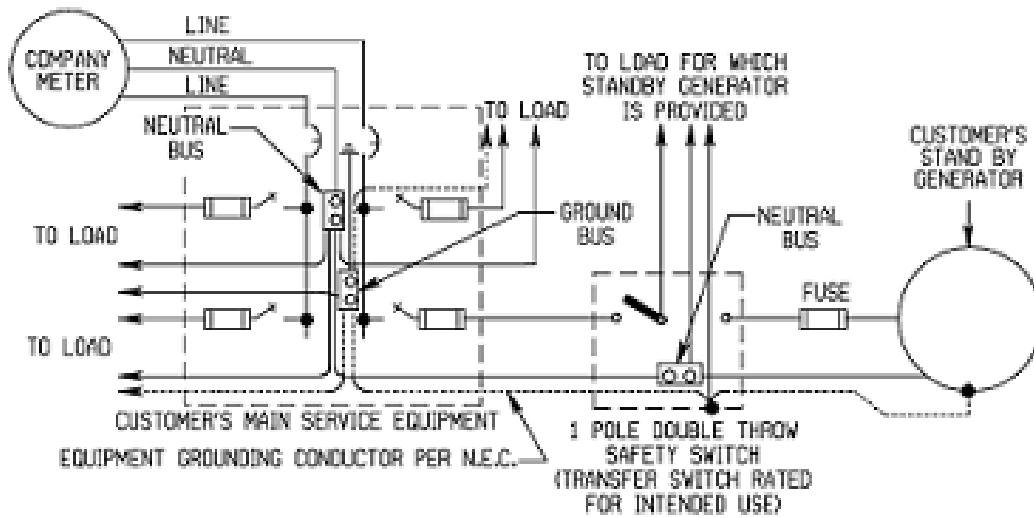 LINE
COMPANY
METER
NEUTRAL
LINE
NEUTRAL
BUS
TO LOAD
TO LOAD FOR WHICH
STANDBY GENERATOR
IS PROVIDED
CUSTOMER'S
STAND BY
GENERATOR
TO LOAD
GROUND
BUS
NEUTRAL
BUS
FUSE
TO LOAD
CUSTOMER'S MAIN SERVICE EQUIPMENT
EQUIPMENT GROUNDING CONDUCTOR PER N.E.C.
1 POLE DOUBLE THROW
SAFETY SWITCH
(TRANSFER SWITCH RATED
FOR INTENDED USE)